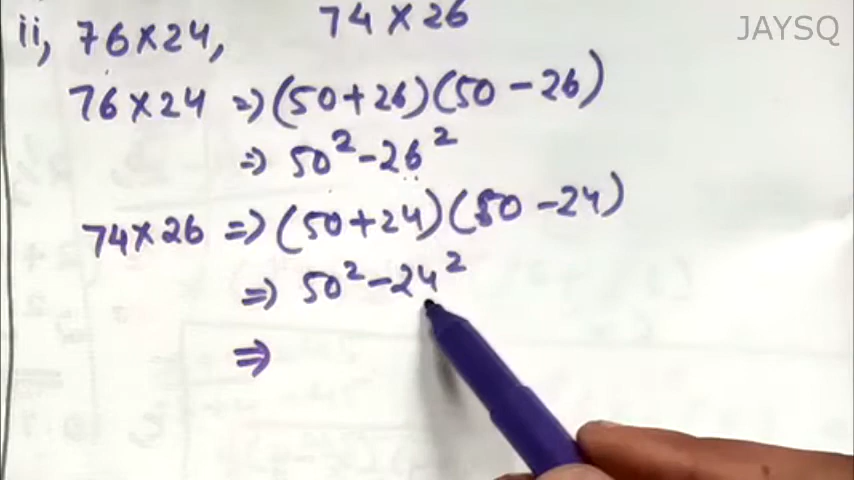 JAYSQ
ii, 76×24, 74×26
76×24 ⇒ (50+26)(50-26)
⇒ 50²-26²
74×26 ⇒ (50+24)(50-24)
⇒ 50²-24²
⇒